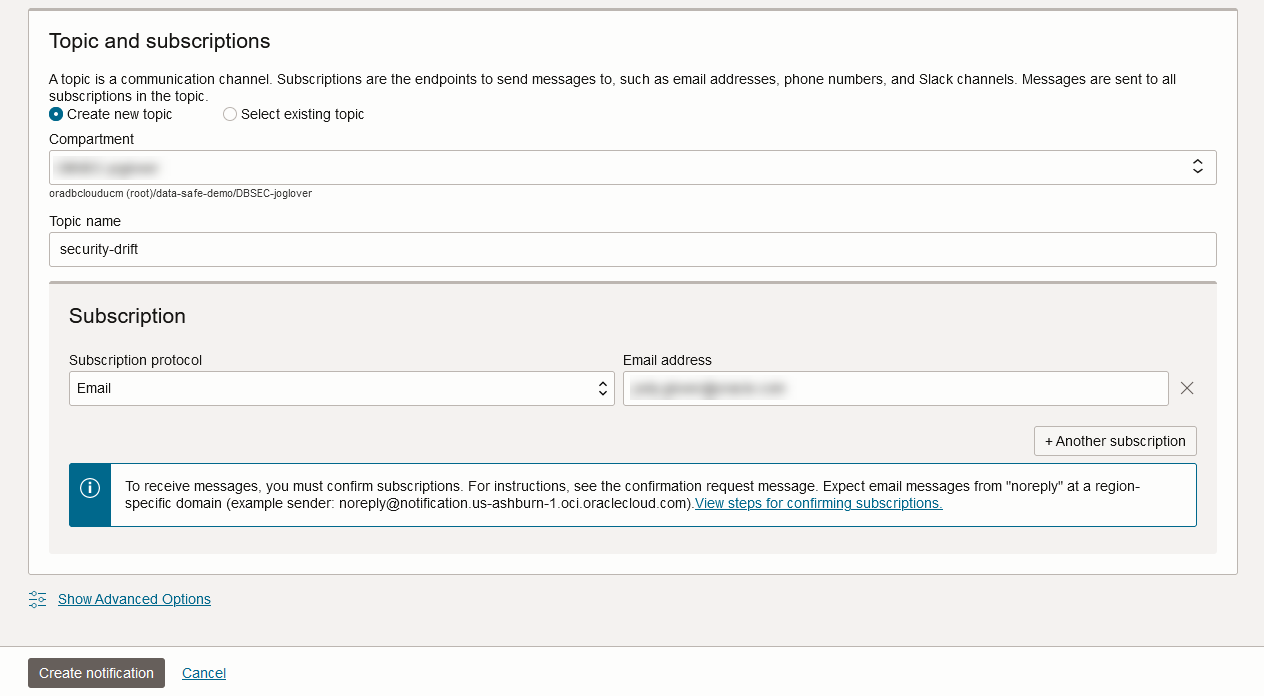 Topic and subscriptions
A topic is a communication channel. Subscriptions are the endpoints to send messages to, such as email addresses, phone numbers, and Slack channels. Messages are sent to all
subscriptions in the topic.
Create new topic Select existing topic
Compartment
oradbclouducm (root)/data-safe-demo/DBSEC-joglover
Topic name
security-drift
Subscription
Subscription protocol Email address
Email
+ Another subscription
To receive messages, you must confirm subscriptions. For instructions, see the confirmation request message. Expect email messages from "noreply" at a region-
specific domain (example sender: noreply@notification.us-ashburn-1.oci.oraclecloud.com).View steps for confirming subscriptions.
Show Advanced Options
Create notification Cancel